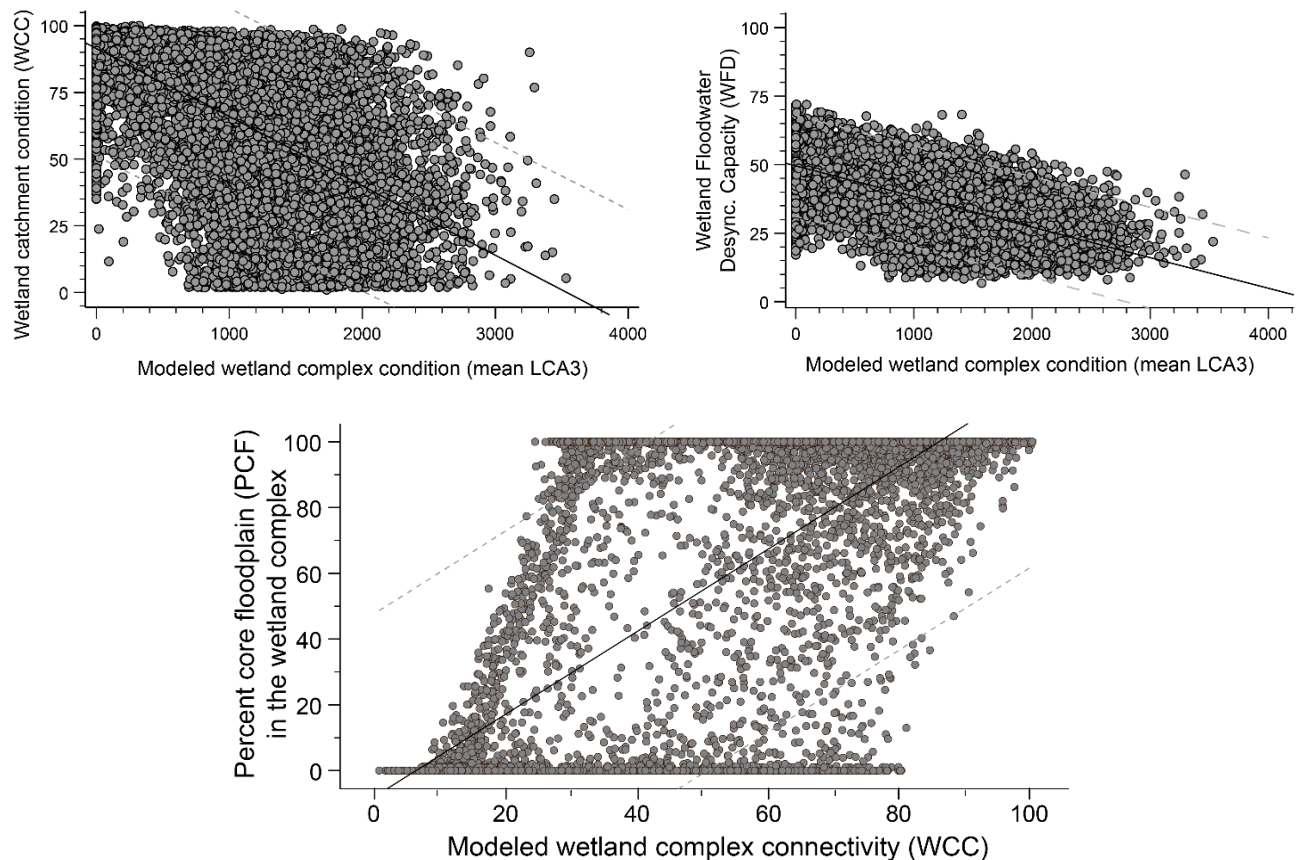 Wetland catchment condition (WCC)
100
75
50
25
0
0 1000 2000 3000 4000
Modeled wetland complex condition (mean LCA3)
Wetland Floodwater
Desync. Capacity (WFD)
100
75
50
25
0
0 1000 2000 3000 4000
Modeled wetland complex condition (mean LCA3)
Percent core floodplain (PCF)
in the wetland complex
100
80
60
40
20
0
0 20 40 60 80 100
Modeled wetland complex connectivity (WCC)